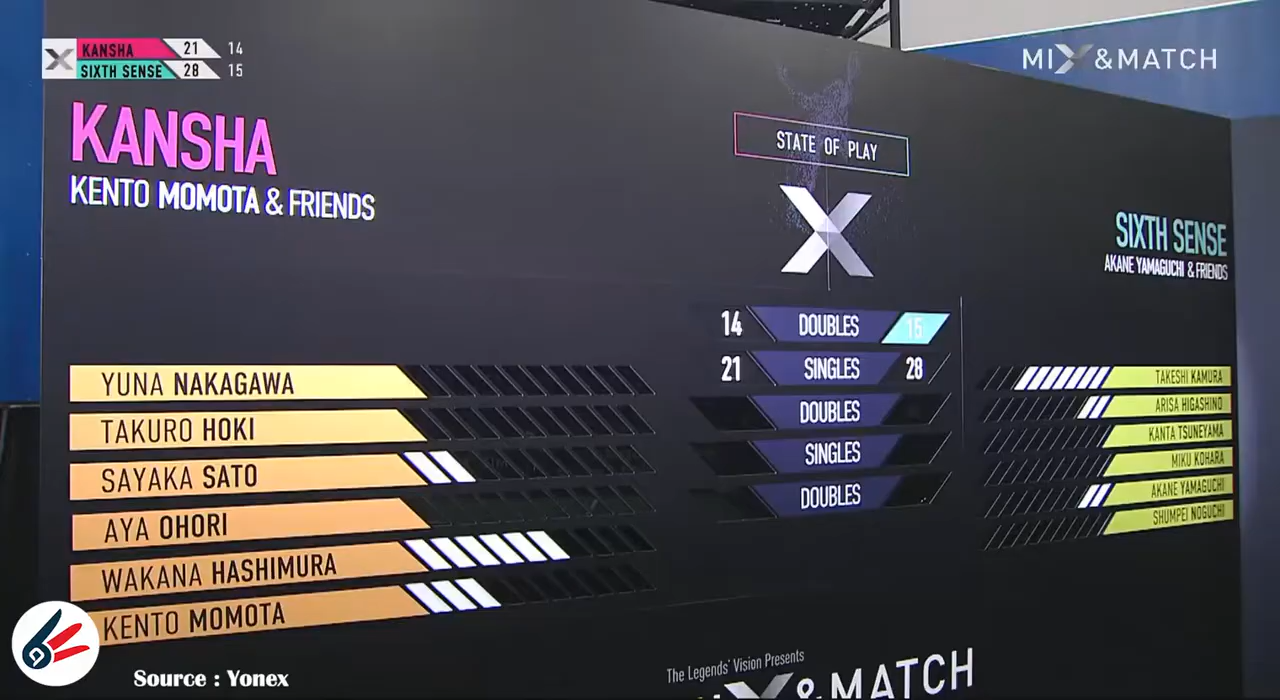 KANSHA 21 14
SIXTH SENSE 28 15
MIX&MATCH
KANSHA
KENTO MOMOTA & FRIENDS
STATE OF PLAY
X
SIXTH SENSE
AKANE YAMAGUCHI & FRIENDS
14 DOUBLES 15
21 SINGLES 28
DOUBLES
SINGLES
DOUBLES
YUNA NAKAGAWA
TAKURO HOKI
SAYAKA SATO
AYA OHORI
WAKANA HASHIMURA
KENTO MOMOTA
TAKESHI KAMURA
ARISA HIGASHINO
KANTA TSUNEYAMA
MIKU KOHARA
AKANE YAMAGUCHI
SHUMPEI NOGUCHI
Source : Yonex
The Legends' Vision Presents
MIX & MATCH